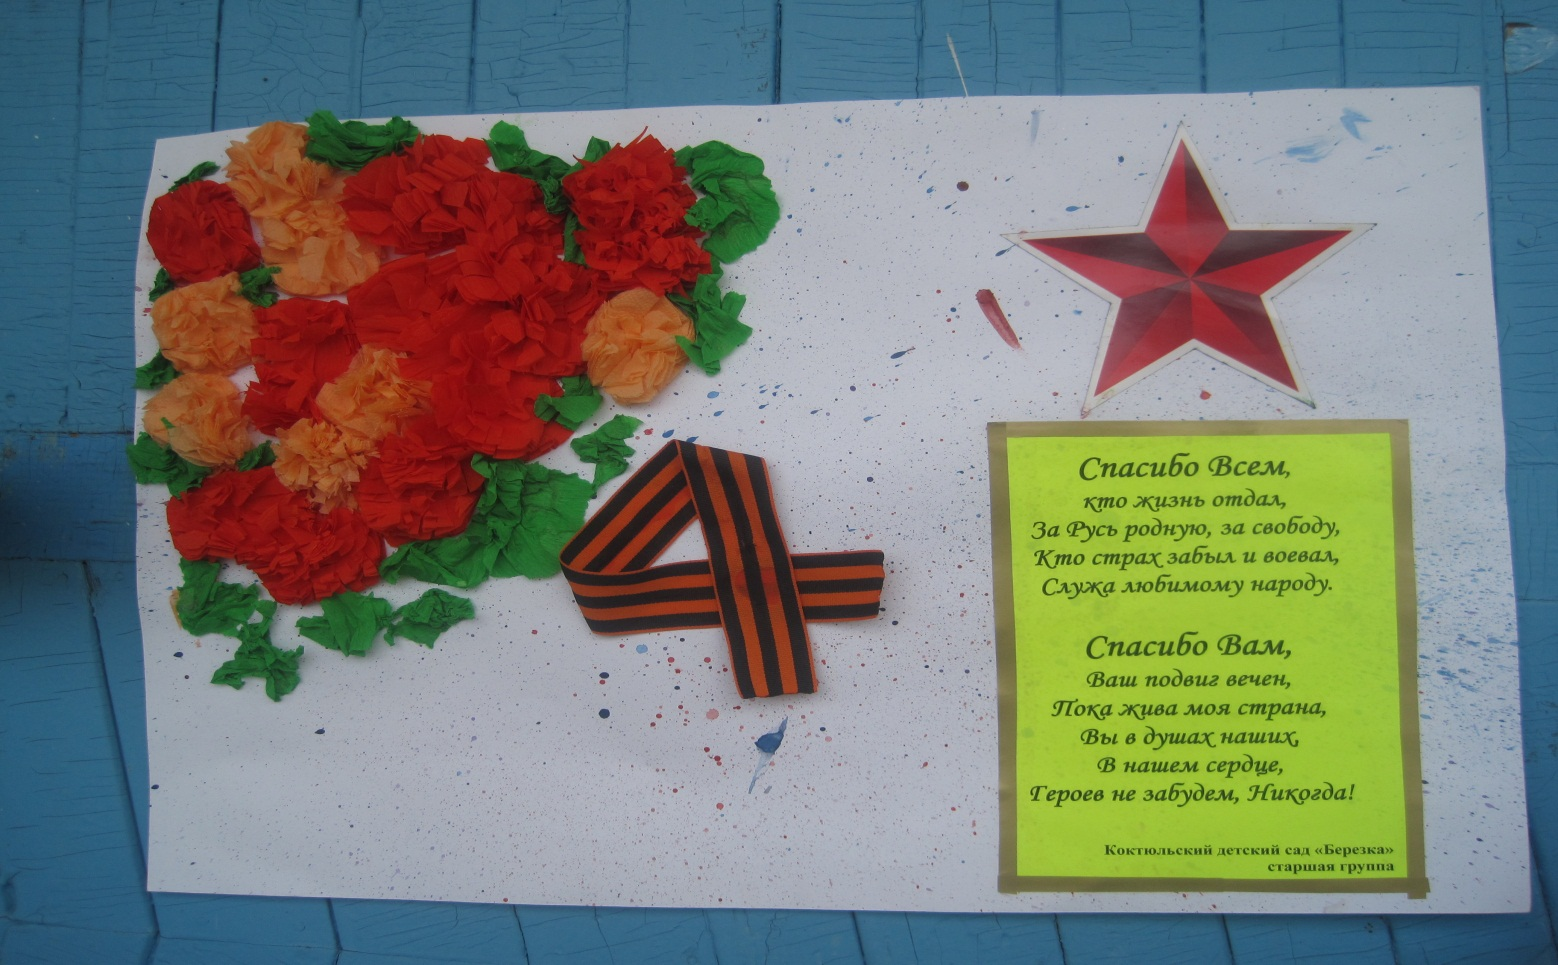 Спасибо Всем,
кто жизнь отдал,
За Русь родную, за свободу,
Кто страх забыл и воевал,
Служа любимому народу.
Спасибо Вам,
Ваш подвиг вечен,
Пока жива моя страна,
Вы в душах наших,
В нашем сердце,
Героев не забудем, Никогда!
Коктюльский детский сад «Березка»
старшая группа